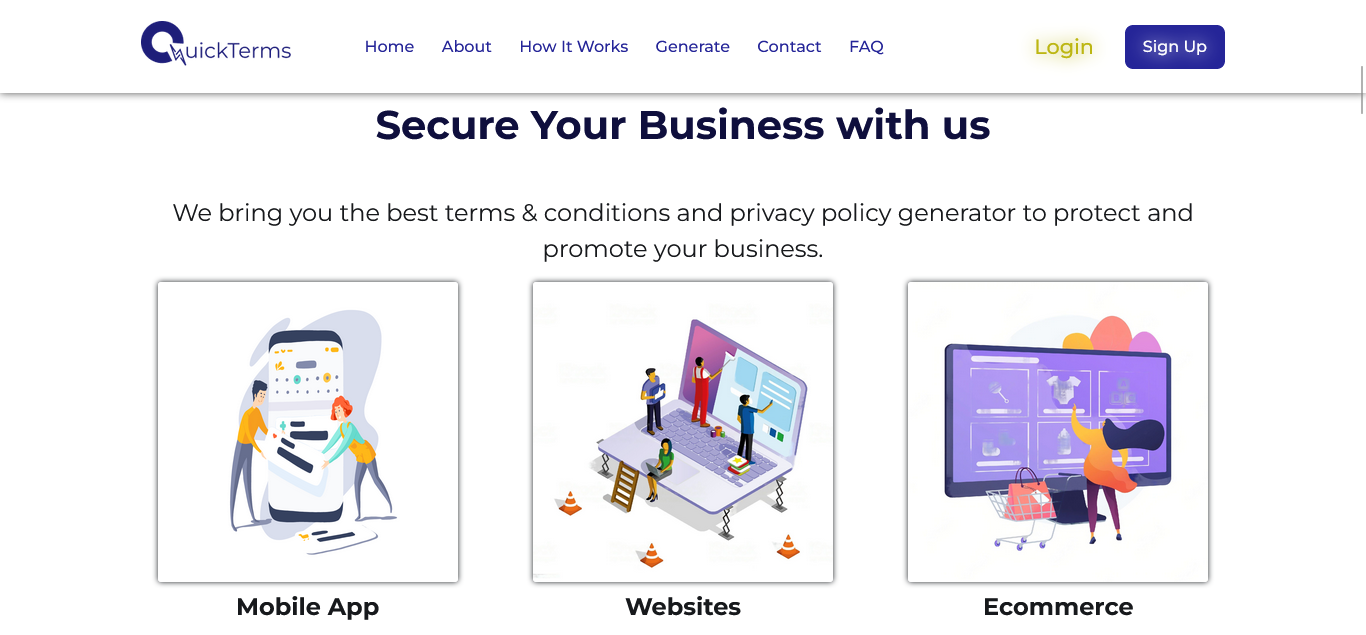 QuickTerms
Home
About
How It Works
Generate
Contact
FAQ
Login
Sign Up
Secure Your Business with us
We bring you the best terms & conditions and privacy policy generator to protect and
promote your business.
Mobile App
Websites
Ecommerce